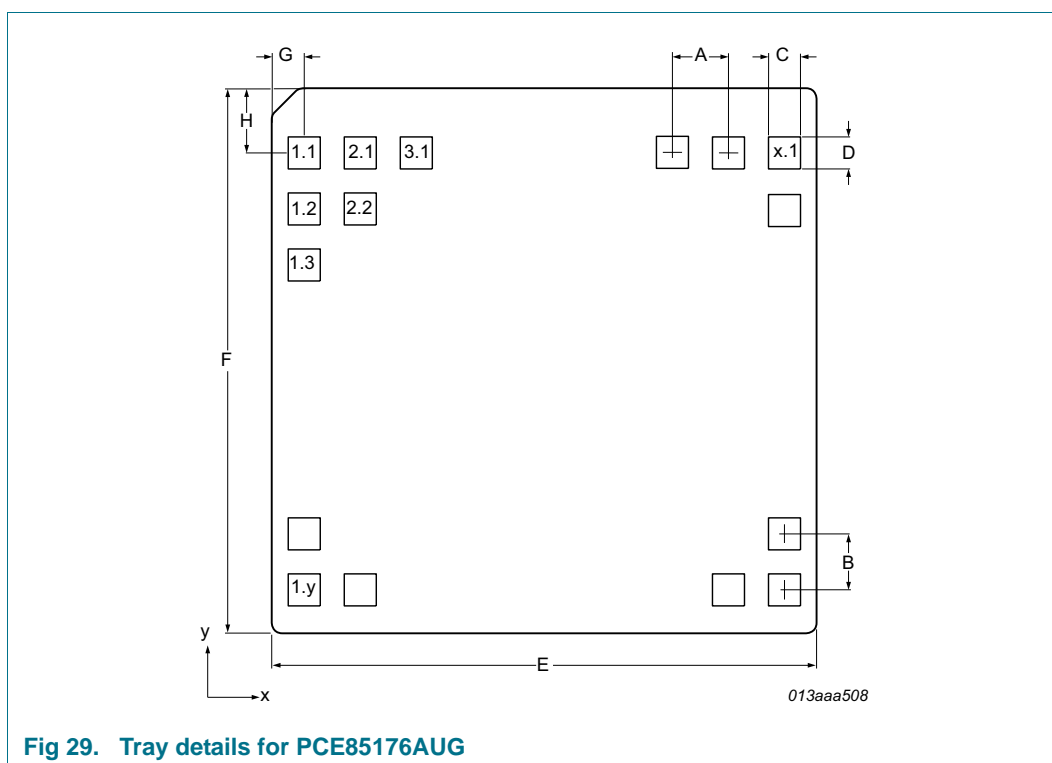 G
A
C
H
1.1
2.1
3.1
x.1
D
1.2
2.2
1.3
F
B
1.y
y
E
x
013aaa508
Fig 29. Tray details for PCE85176AUG